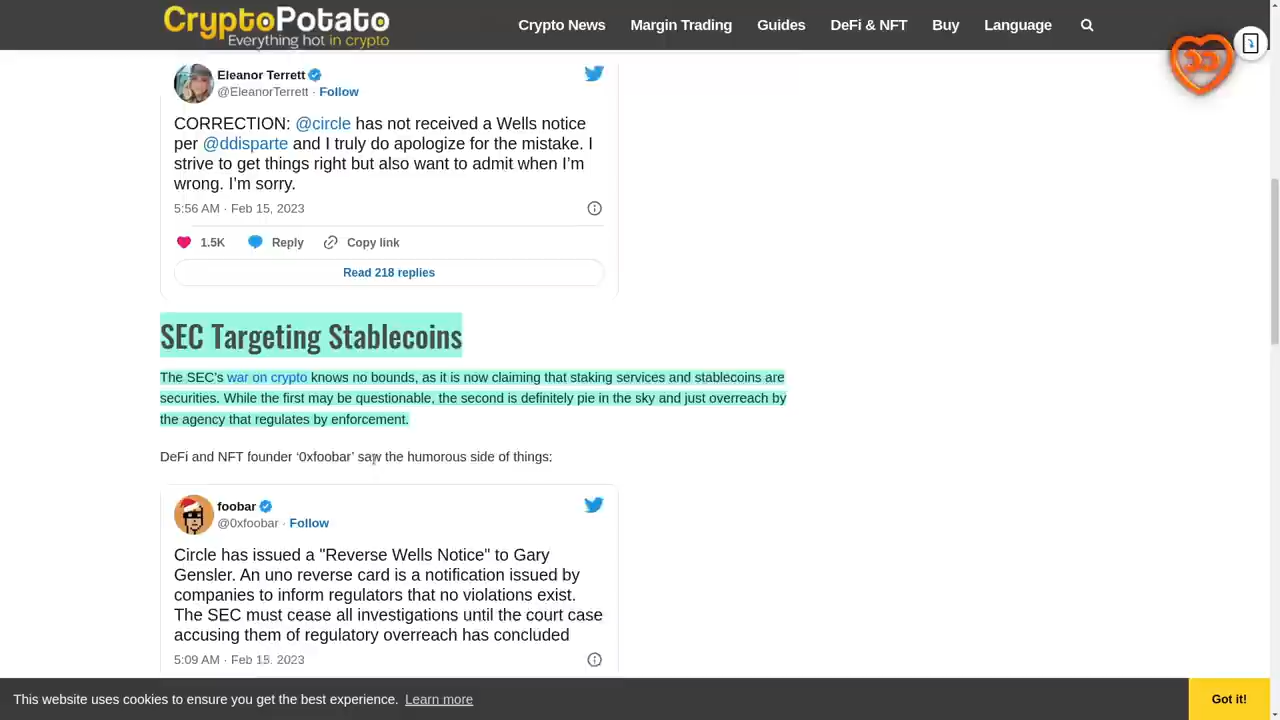 CryptoPotato
Everything hot in crypto
Crypto News Margin Trading Guides DeFi & NFT Buy Language
Eleanor Terrett
@EleanorTerrett · Follow
CORRECTION: @circle has not received a Wells notice
per @ddisparte and I truly do apologize for the mistake. I
strive to get things right but also want to admit when I’m
wrong. I’m sorry.
5:56 AM · Feb 15, 2023
1.5K Reply Copy link
Read 218 replies
SEC Targeting Stablecoins
The SEC’s war on crypto knows no bounds, as it is now claiming that staking services and stablecoins are
securities. While the first may be questionable, the second is definitely pie in the sky and just overreach by
the agency that regulates by enforcement.
DeFi and NFT founder ‘0xfoobar’ saw the humorous side of things:
foobar
@0xfoobar · Follow
Circle has issued a "Reverse Wells Notice" to Gary
Gensler. An uno reverse card is a notification issued by
companies to inform regulators that no violations exist.
The SEC must cease all investigations until the court case
accusing them of regulatory overreach has concluded
5:09 AM · Feb 15, 2023
This website uses cookies to ensure you get the best experience. Learn more
Got it!